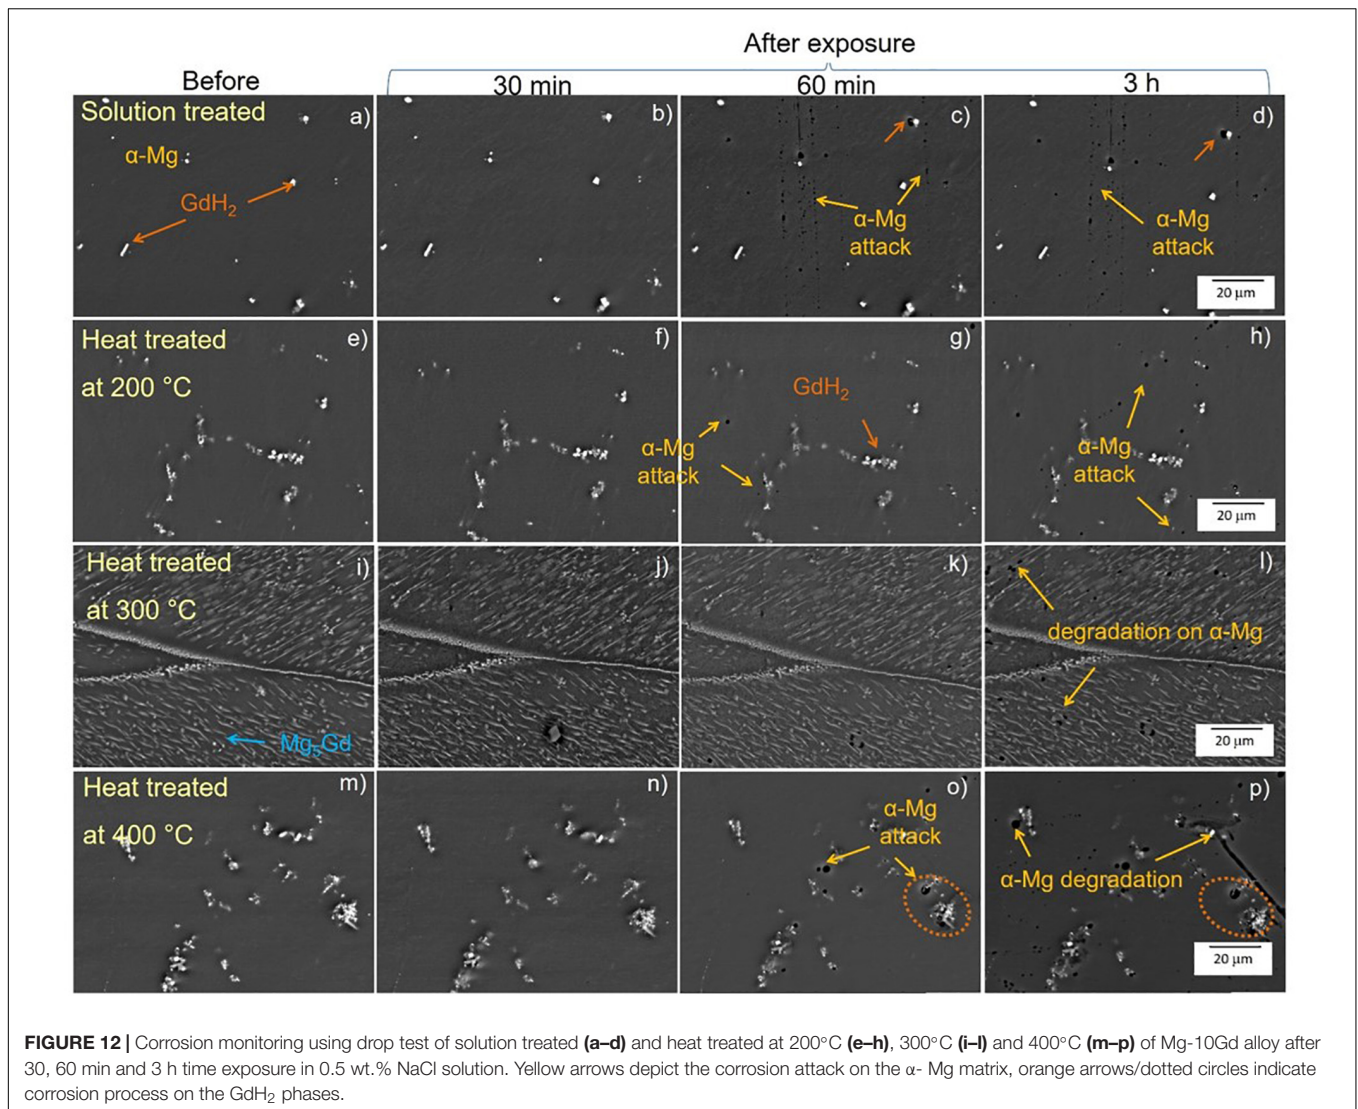 After exposure
Before
30 min
60 min
3 h
Solution treated
a)
b)
c)
d)
α-Mg
GdH₂
α-Mg
attack
α-Mg
attack
20 μm
Heat treated
at 200 °C
e)
f)
g)
h)
GdH₂
α-Mg
attack
α-Mg
attack
20 μm
Heat treated
at 300 °C
i)
j)
k)
l)
degradation on α-Mg
Mg₅Gd
20 μm
Heat treated
at 400 °C
m)
n)
o)
p)
α-Mg
attack
α-Mg degradation
20 μm
FIGURE 12 | Corrosion monitoring using drop test of solution treated (a–d) and heat treated at 200°C (e–h), 300°C (i–l) and 400°C (m–p) of Mg-10Gd alloy after
30, 60 min and 3 h time exposure in 0.5 wt.% NaCl solution. Yellow arrows depict the corrosion attack on the α- Mg matrix, orange arrows/dotted circles indicate
corrosion process on the GdH₂ phases.